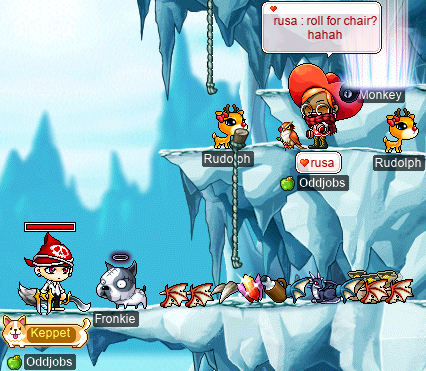 rusa : roll for chair?
hahah
Monkey
Rudolph
rusa
Rudolph
Oddjobs
Fronkie
Keppet
Oddjobs